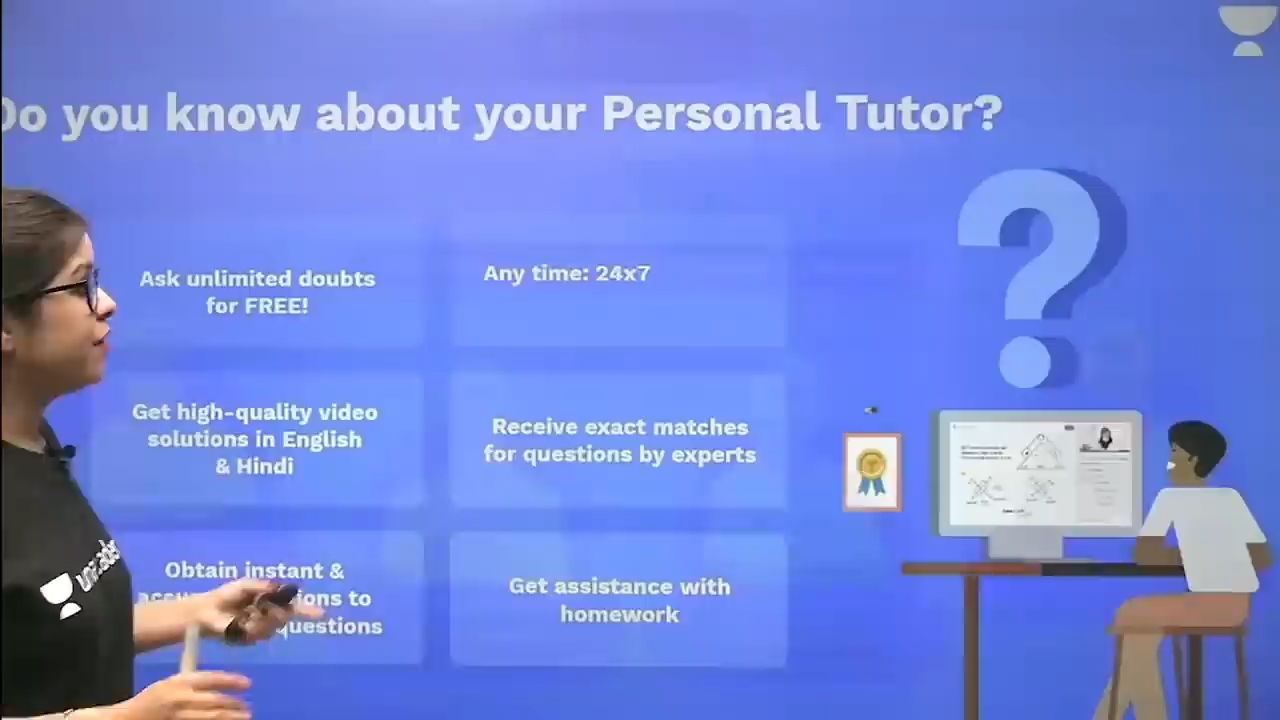 Do you know about your Personal Tutor?
Ask unlimited doubts
for FREE!
Any time: 24x7
Get high-quality video
solutions in English
& Hindi
Receive exact matches
for questions by experts
Obtain instant &
to
questions
Get assistance with
homework